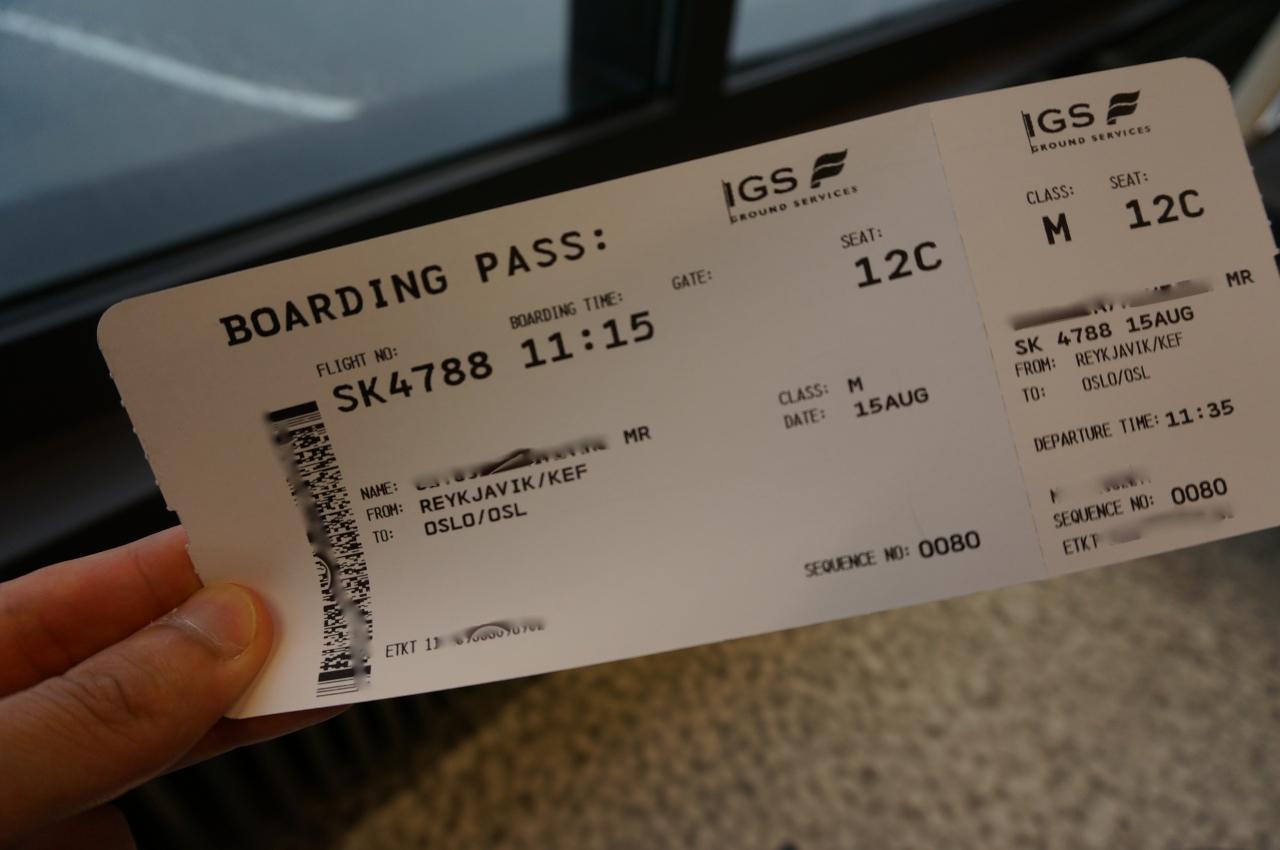 BOARDING PASS:
IGS
GROUND SERVICES
FLIGHT NO: BOARDING TIME: GATE: SEAT:
SK4788 11:15 12C
NAME: MR
FROM: REYKJAVIK/KEF
TO: OSLO/OSL
CLASS: M
DATE: 15AUG
SEQUENCE NO: 0080
ETKT
IGS
GROUND SERVICES
CLASS: SEAT:
M 12C
MR
SK 4788 15AUG
FROM: REYKJAVIK/KEF
TO: OSLO/OSL
DEPARTURE TIME: 11:35
SEQUENCE NO: 0080
ETKT